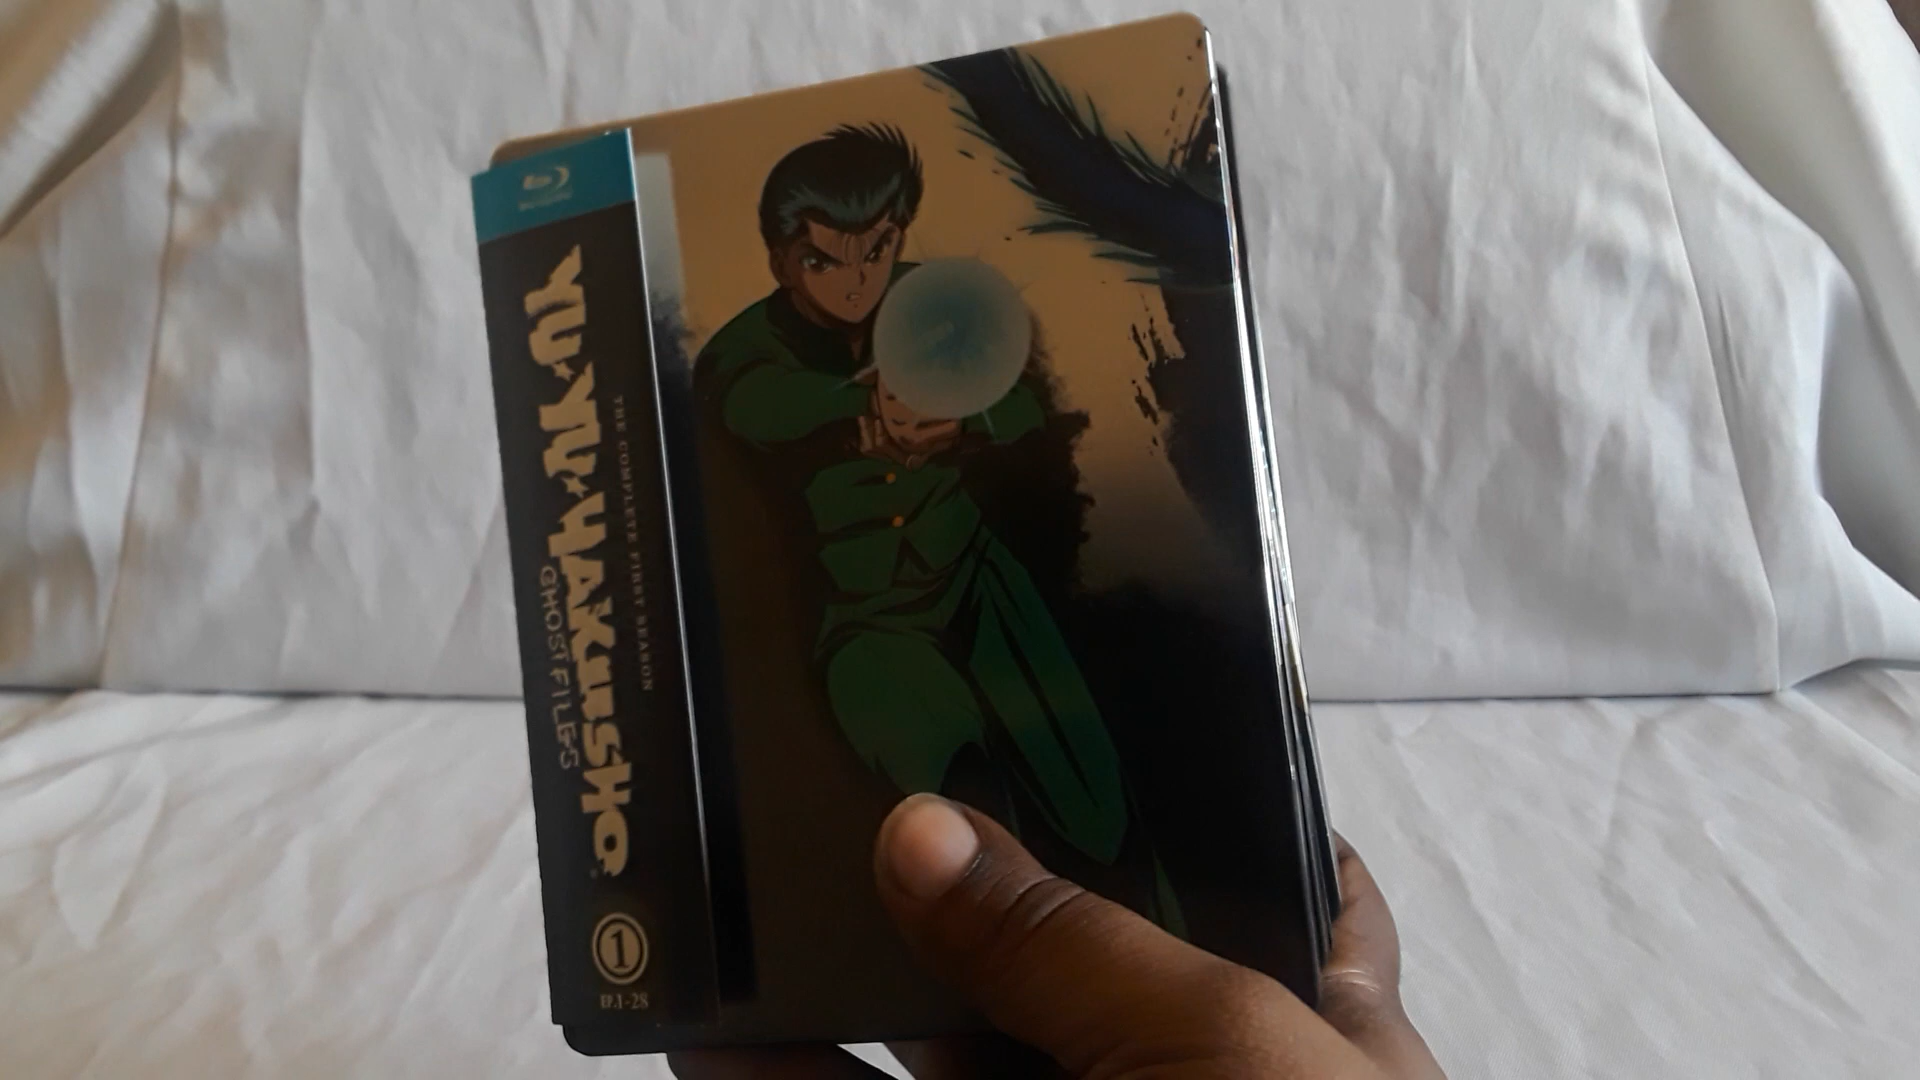 YU YU HAKUSHO
GHOST FILES
THE COMPLETE FIRST SEASON
1
EP.1-28